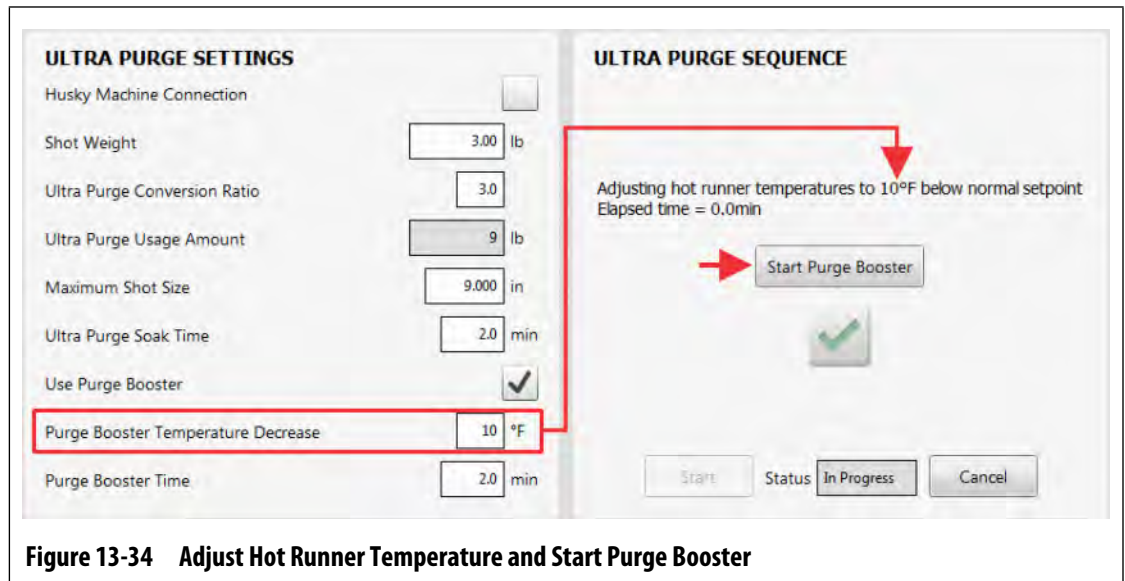 ULTRA PURGE SETTINGS
Husky Machine Connection
Shot Weight 3.00 lb
Ultra Purge Conversion Ratio 3.0
Ultra Purge Usage Amount 9 lb
Maximum Shot Size 9.000 in
Ultra Purge Soak Time 2.0 min
Use Purge Booster
Purge Booster Temperature Decrease 10 °F
Purge Booster Time 2.0 min
ULTRA PURGE SEQUENCE
Adjusting hot runner temperatures to 10°F below normal setpoint
Elapsed time = 0.0min
Start Purge Booster
Start Status In Progress Cancel
Figure 13-34 Adjust Hot Runner Temperature and Start Purge Booster